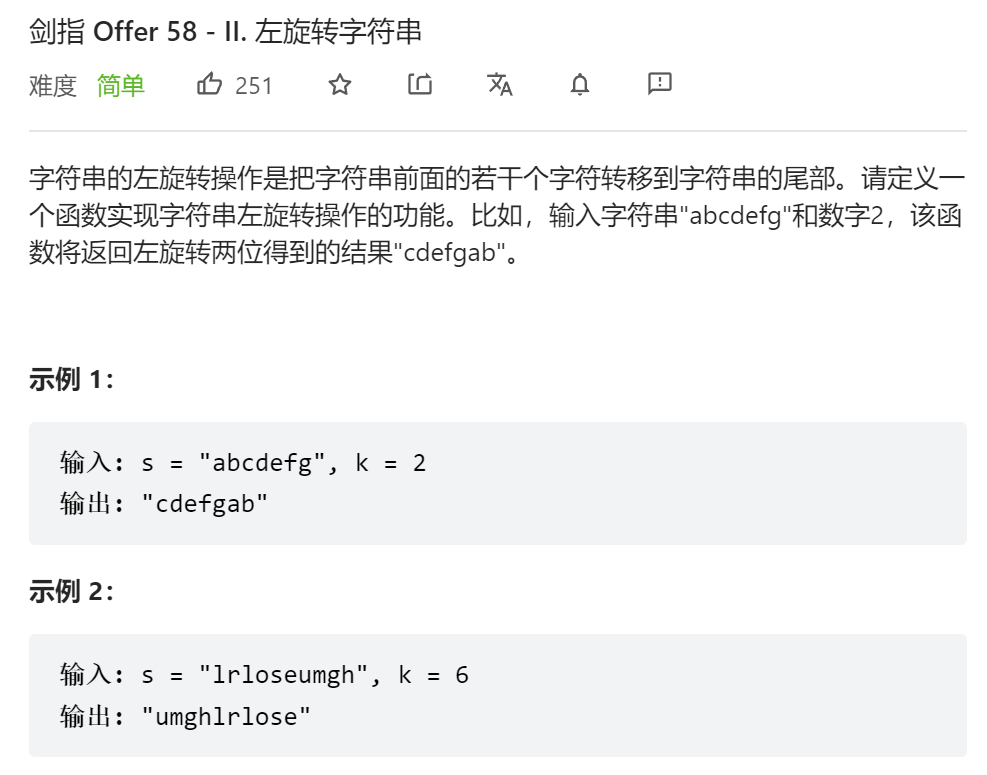 剑指 Offer 58 - II. 左旋转字符串
难度 简单 251
字符串的左旋转操作是把字符串前面的若干个字符转移到字符串的尾部。请定义一
个函数实现字符串左旋转操作的功能。比如，输入字符串"abcdefg"和数字2，该函
数将返回左旋转两位得到的结果"cdefgab"。
示例 1：
输入: s = "abcdefg", k = 2
输出: "cdefgab"
示例 2：
输入: s = "lrloseumgh", k = 6
输出: "umghlrlose"